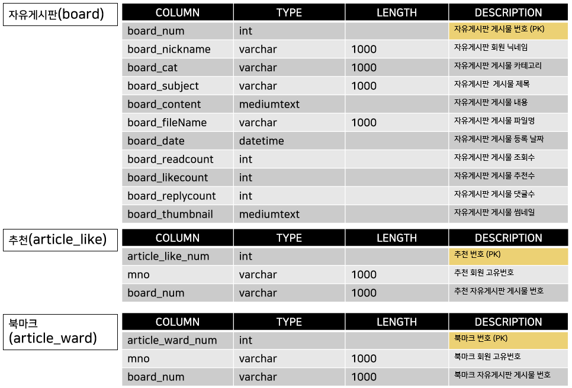 자유게시판(board)
COLUMN TYPE LENGTH DESCRIPTION
board_num int 자유게시판 게시물 번호 (PK)
board_nickname varchar 1000 자유게시판 회원 닉네임
board_cat varchar 1000 자유게시판 게시물 카테고리
board_subject varchar 1000 자유게시판 게시물 제목
board_content mediumtext 자유게시판 게시물 내용
board_fileName varchar 1000 자유게시판 게시물 파일명
board_date datetime 자유게시판 게시물 등록 날짜
board_readcount int 자유게시판 게시물 조회수
board_likecount int 자유게시판 게시물 추천수
board_replycount int 자유게시판 게시물 댓글수
board_thumbnail mediumtext 자유게시판 게시물 썸네일
추천(article_like)
COLUMN TYPE LENGTH DESCRIPTION
article_like_num int 추천 번호 (PK)
mno varchar 1000 추천 회원 고유번호
board_num varchar 1000 추천 자유게시판 게시물 번호
북마크
(article_ward)
COLUMN TYPE LENGTH DESCRIPTION
article_ward_num int 북마크 번호 (PK)
mno varchar 1000 북마크 회원 고유번호
board_num varchar 1000 북마크 자유게시판 게시물 번호